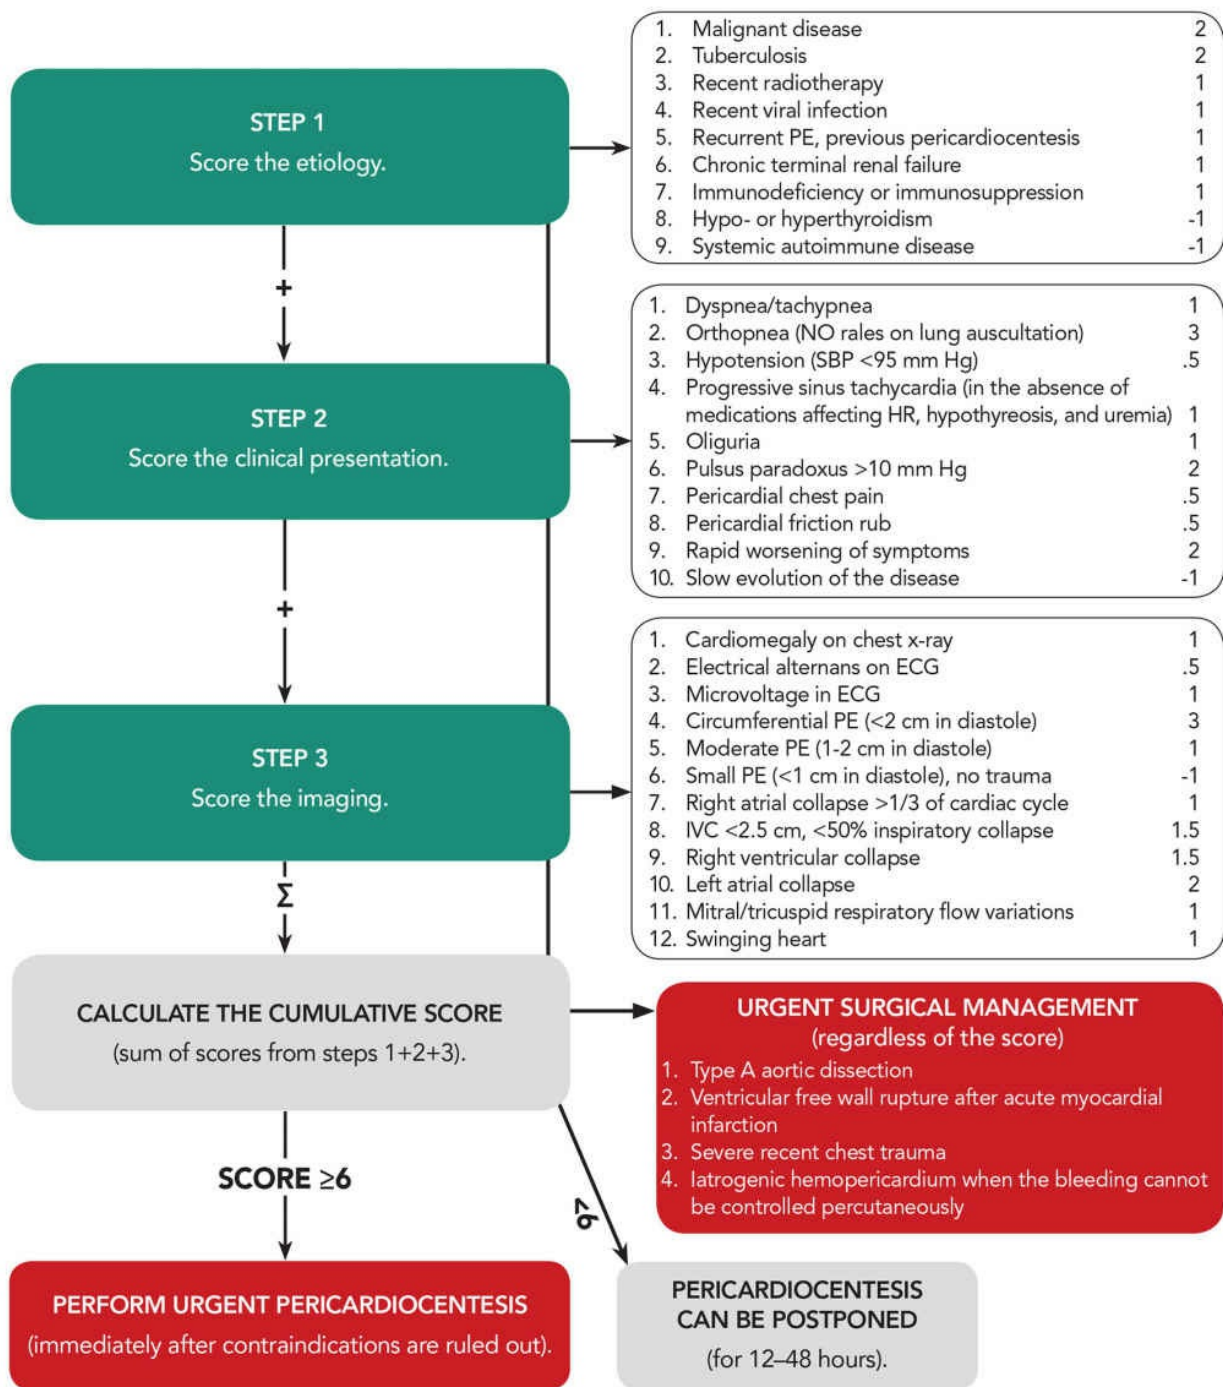 STEP 1
Score the etiology.
1. Malignant disease 2
2. Tuberculosis 2
3. Recent radiotherapy 1
4. Recent viral infection 1
5. Recurrent PE, previous pericardiocentesis 1
6. Chronic terminal renal failure 1
7. Immunodeficiency or immunosuppression 1
8. Hypo- or hyperthyroidism -1
9. Systemic autoimmune disease -1
+
STEP 2
Score the clinical presentation.
1. Dyspnea/tachypnea 1
2. Orthopnea (NO rales on lung auscultation) 3
3. Hypotension (SBP <95 mm Hg) .5
4. Progressive sinus tachycardia (in the absence of
medications affecting HR, hypothyreosis, and uremia) 1
5. Oliguria 1
6. Pulsus paradoxus >10 mm Hg 2
7. Pericardial chest pain .5
8. Pericardial friction rub .5
9. Rapid worsening of symptoms 2
10. Slow evolution of the disease -1
+
STEP 3
Score the imaging.
1. Cardiomegaly on chest x-ray 1
2. Electrical alternans on ECG .5
3. Microvoltage in ECG 1
4. Circumferential PE (<2 cm in diastole) 3
5. Moderate PE (1-2 cm in diastole) 1
6. Small PE (<1 cm in diastole), no trauma -1
7. Right atrial collapse >1/3 of cardiac cycle 1
8. IVC <2.5 cm, <50% inspiratory collapse 1.5
9. Right ventricular collapse 1.5
10. Left atrial collapse 2
11. Mitral/tricuspid respiratory flow variations 1
12. Swinging heart 1
Σ
CALCULATE THE CUMULATIVE SCORE
(sum of scores from steps 1+2+3).
URGENT SURGICAL MANAGEMENT
(regardless of the score)
1. Type A aortic dissection
2. Ventricular free wall rupture after acute myocardial
infarction
3. Severe recent chest trauma
4. Iatrogenic hemopericardium when the bleeding cannot
be controlled percutaneously
SCORE ≥6
<6
PERFORM URGENT PERICARDIOCENTESIS
(immediately after contraindications are ruled out).
PERICARDIOCENTESIS
CAN BE POSTPONED
(for 12–48 hours).